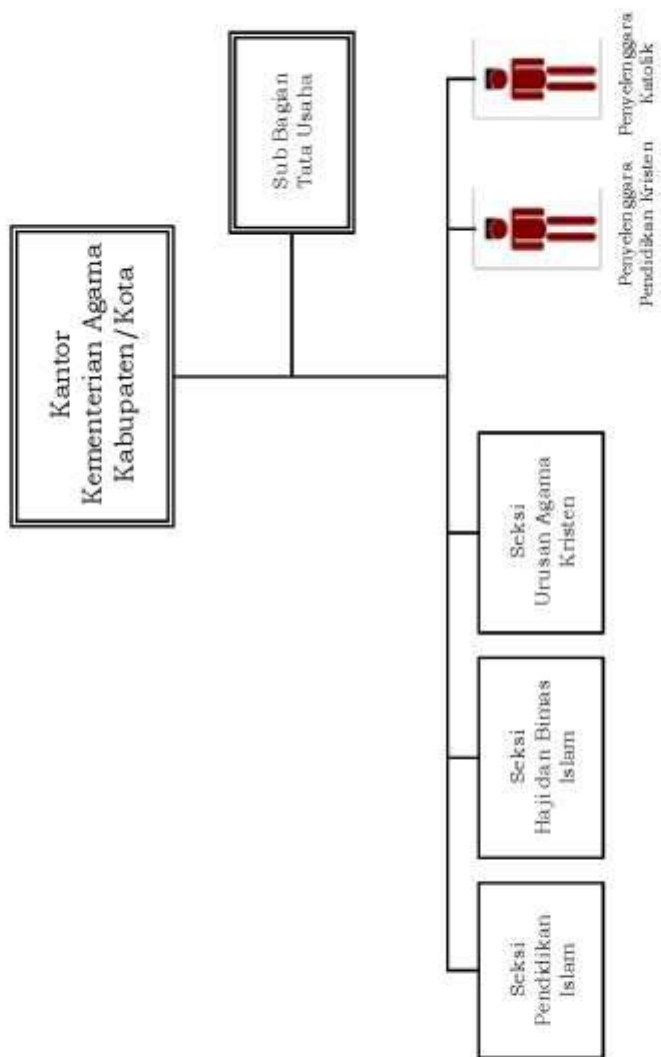 Kantor
Kementerian Agama
Kabupaten/Kota
Sub Bagian
Tata Usaha
Seksi
Pendidikan
Islam
Seksi
Haji dan Bimas
Islam
Seksi
Urusan Agama
Kristen
Penyelenggara
Pendidikan Kristen
Penyelenggara
Katolik